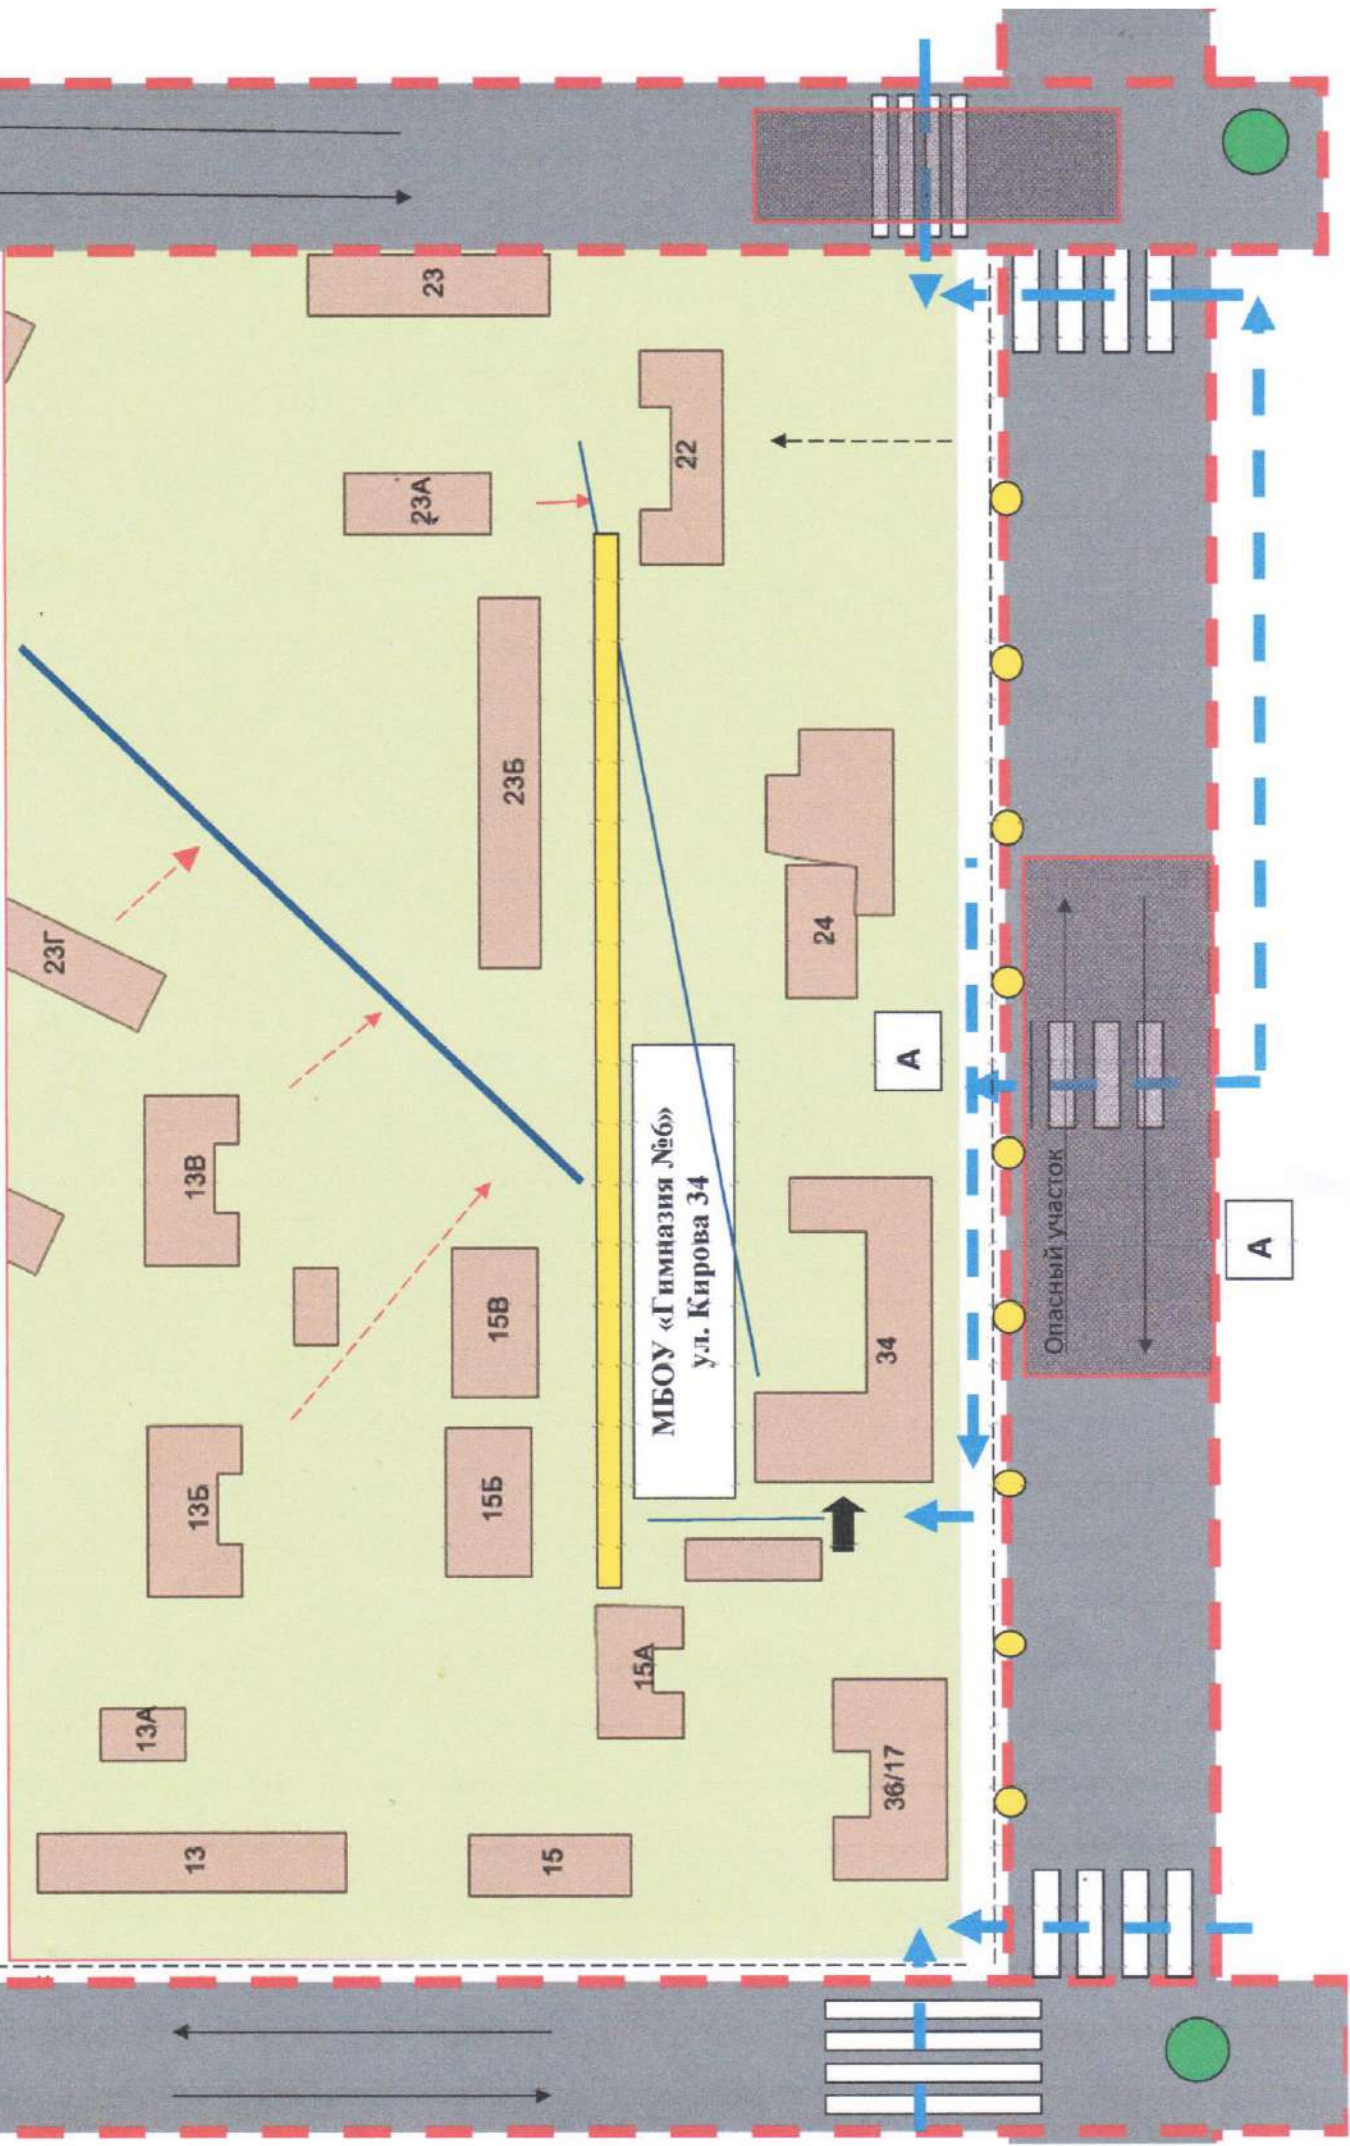 13
13А
13Б
13В
23Г
15
15А
15Б
15В
23Б
23А
23
36/17
МБОУ «Гимназия №6»
ул. Кирова 34
34
24
22
А
Опасный участок
А